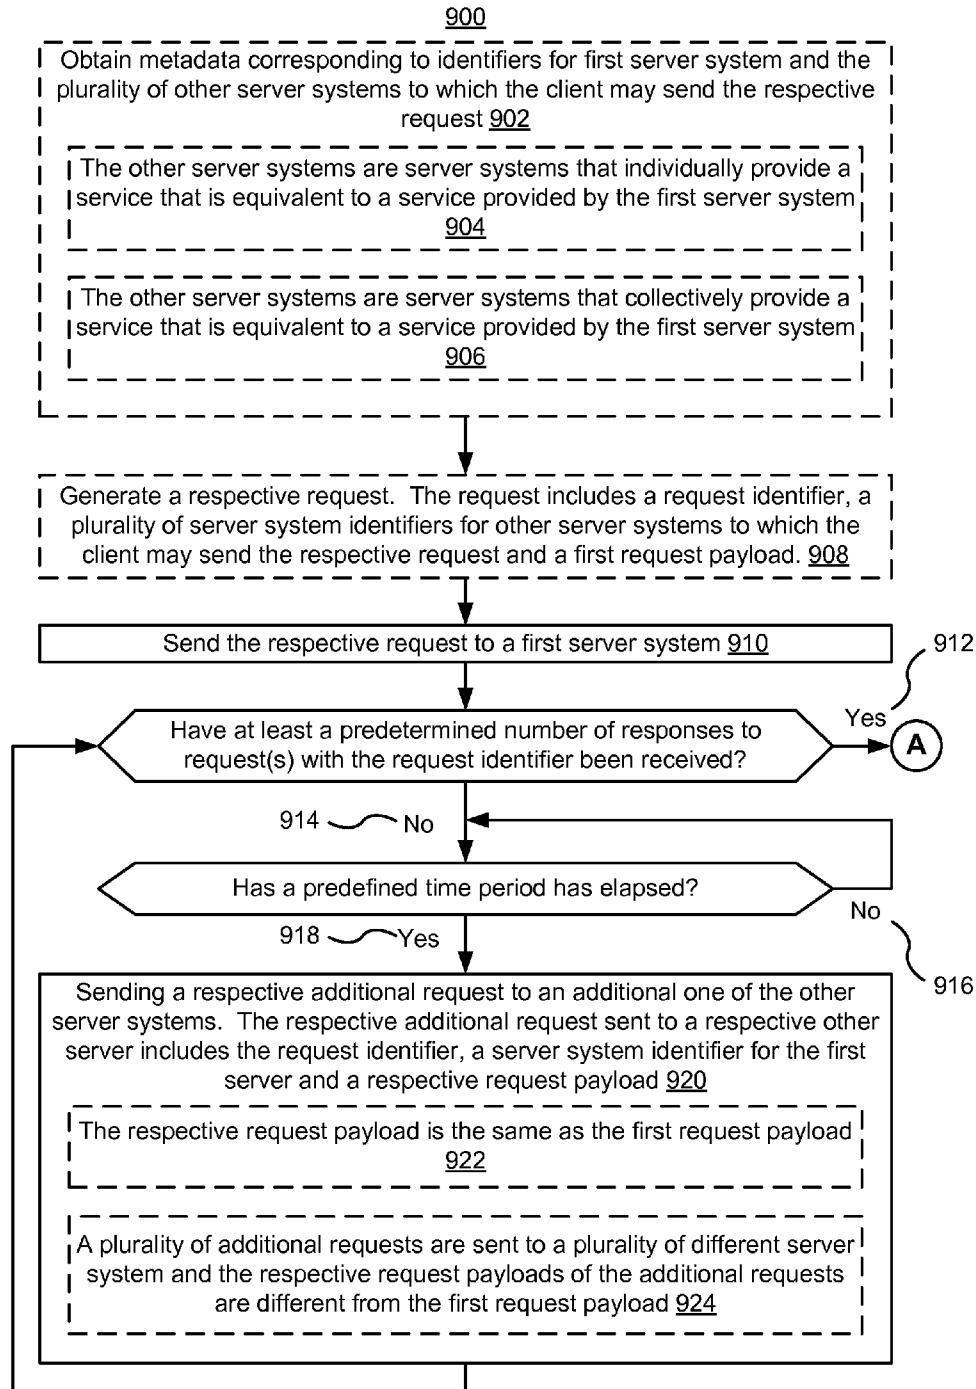 900
Obtain metadata corresponding to identifiers for first server system and the
plurality of other server systems to which the client may send the respective
request 902
The other server systems are server systems that individually provide a
service that is equivalent to a service provided by the first server system
904
The other server systems are server systems that collectively provide a
service that is equivalent to a service provided by the first server system
906
Generate a respective request. The request includes a request identifier, a
plurality of server system identifiers for other server systems to which the
client may send the respective request and a first request payload. 908
Send the respective request to a first server system 910
912
Have at least a predetermined number of responses to
request(s) with the request identifier been received?
Yes
A
914
No
Has a predefined time period has elapsed?
No
916
918
Yes
Sending a respective additional request to an additional one of the other
server systems. The respective additional request sent to a respective other
server includes the request identifier, a server system identifier for the first
server and a respective request payload 920
The respective request payload is the same as the first request payload
922
A plurality of additional requests are sent to a plurality of different server
system and the respective request payloads of the additional requests
are different from the first request payload 924